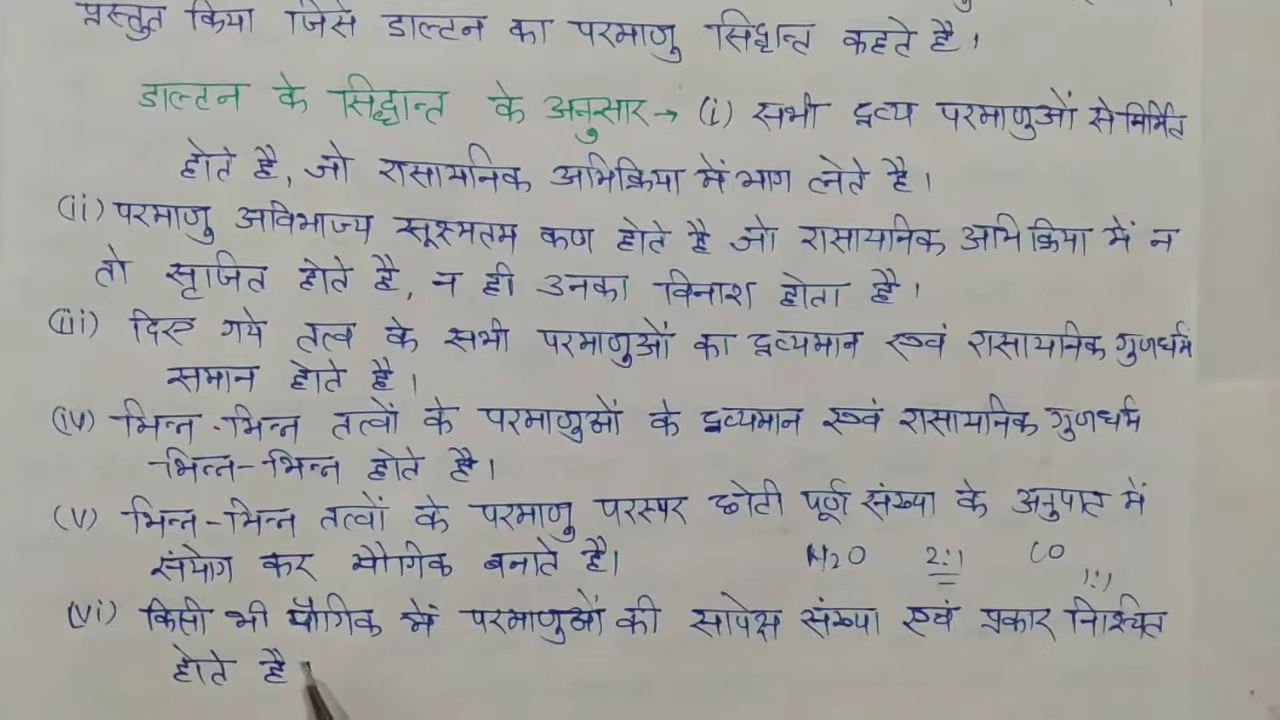 प्रस्तुत किया जिसे डाल्टन का परमाणु सिद्धान्त कहते है।
डाल्टन के सिद्धान्त के अनुसार→ (i) सभी द्रव्य परमाणुओं से निर्मित
होते है, जो रासायनिक अभिक्रिया में भाग लेते है।
(ii) परमाणु अविभाज्य सूक्ष्मतम कण होते है जो रासायनिक अभिक्रिया में न
तो सृजित होते है, न ही उनका विनाश होता है।
(iii) दिए गये तत्व के सभी परमाणुओं का द्रव्यमान एवं रासायनिक गुणधर्म
समान होते है।
(iv) भिन्न-भिन्न तत्वों के परमाणुओं के द्रव्यमान एवं रासायनिक गुणधर्म
भिन्न-भिन्न होते है।
(v) भिन्न-भिन्न तत्वों के परमाणु परस्पर छोटी पूर्ण संख्या के अनुपात में
संयोग कर यौगिक बनाते है। H2O 2:1 CO 1:1
(vi) किसी भी यौगिक में परमाणुओं की सापेक्ष संख्या एवं प्रकार निश्चित
होते है